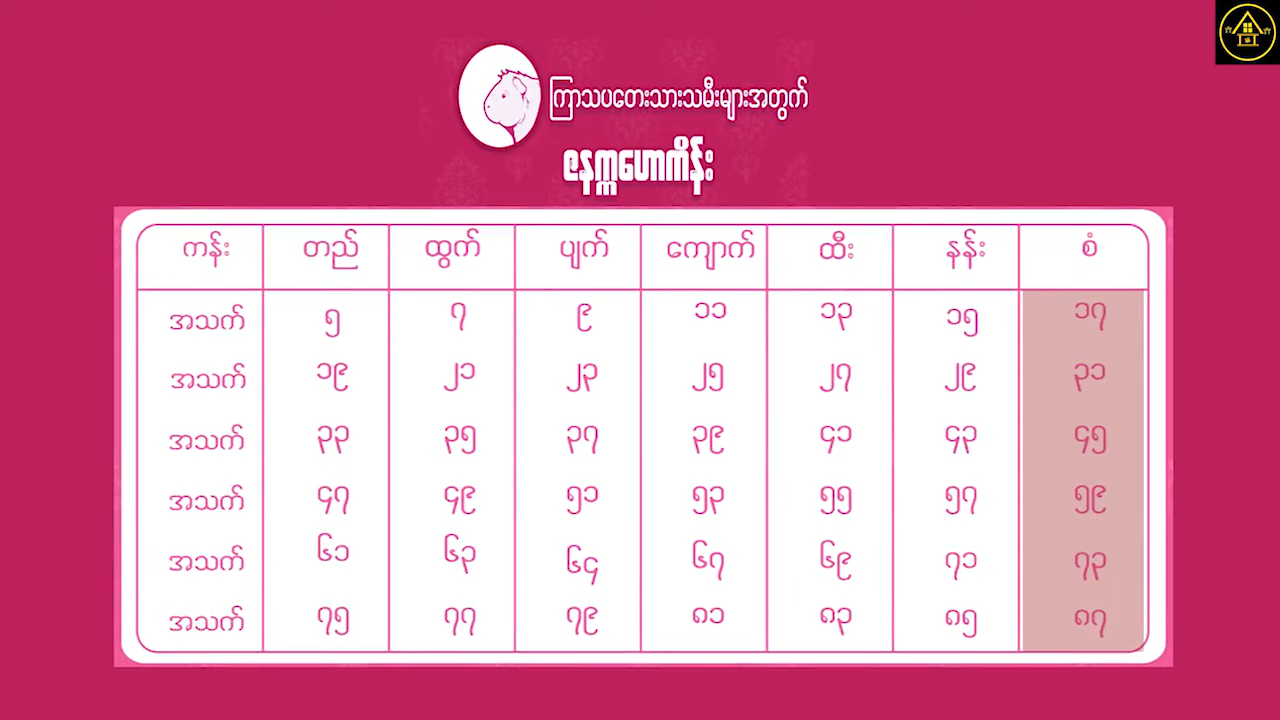 ကြာသပတေးသားသမီးများအတွက်
ဇနက္ကဟောကိန်း
ကန်း တည် ထွက် ပျက် ကျောက် ထီး နန်း စံ
အသက် ၅ ၇ ၉ ၁၁ ၁၃ ၁၅ ၁၇
အသက် ၁၉ ၂၁ ၂၃ ၂၅ ၂၇ ၂၉ ၃၁
အသက် ၃၃ ၃၅ ၃၇ ၃၉ ၄၁ ၄၃ ၄၅
အသက် ၄၇ ၄၉ ၅၁ ၅၃ ၅၅ ၅၇ ၅၉
အသက် ၆၁ ၆၃ ၆၄ ၆၇ ၆၉ ၇၁ ၇၃
အသက် ၇၅ ၇၇ ၇၉ ၈၁ ၈၃ ၈၅ ၈၇